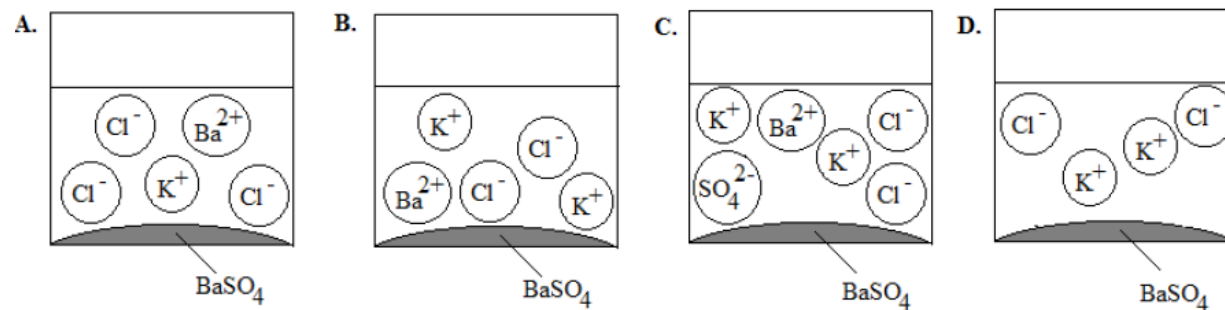 A.
Cl⁻
Ba²⁺
Cl⁻
K⁺
Cl⁻
BaSO₄
B.
K⁺
Cl⁻
Ba²⁺
Cl⁻
K⁺
BaSO₄
C.
K⁺
Ba²⁺
Cl⁻
K⁺
SO₄²⁻
Cl⁻
BaSO₄
D.
Cl⁻
Cl⁻
K⁺
K⁺
BaSO₄